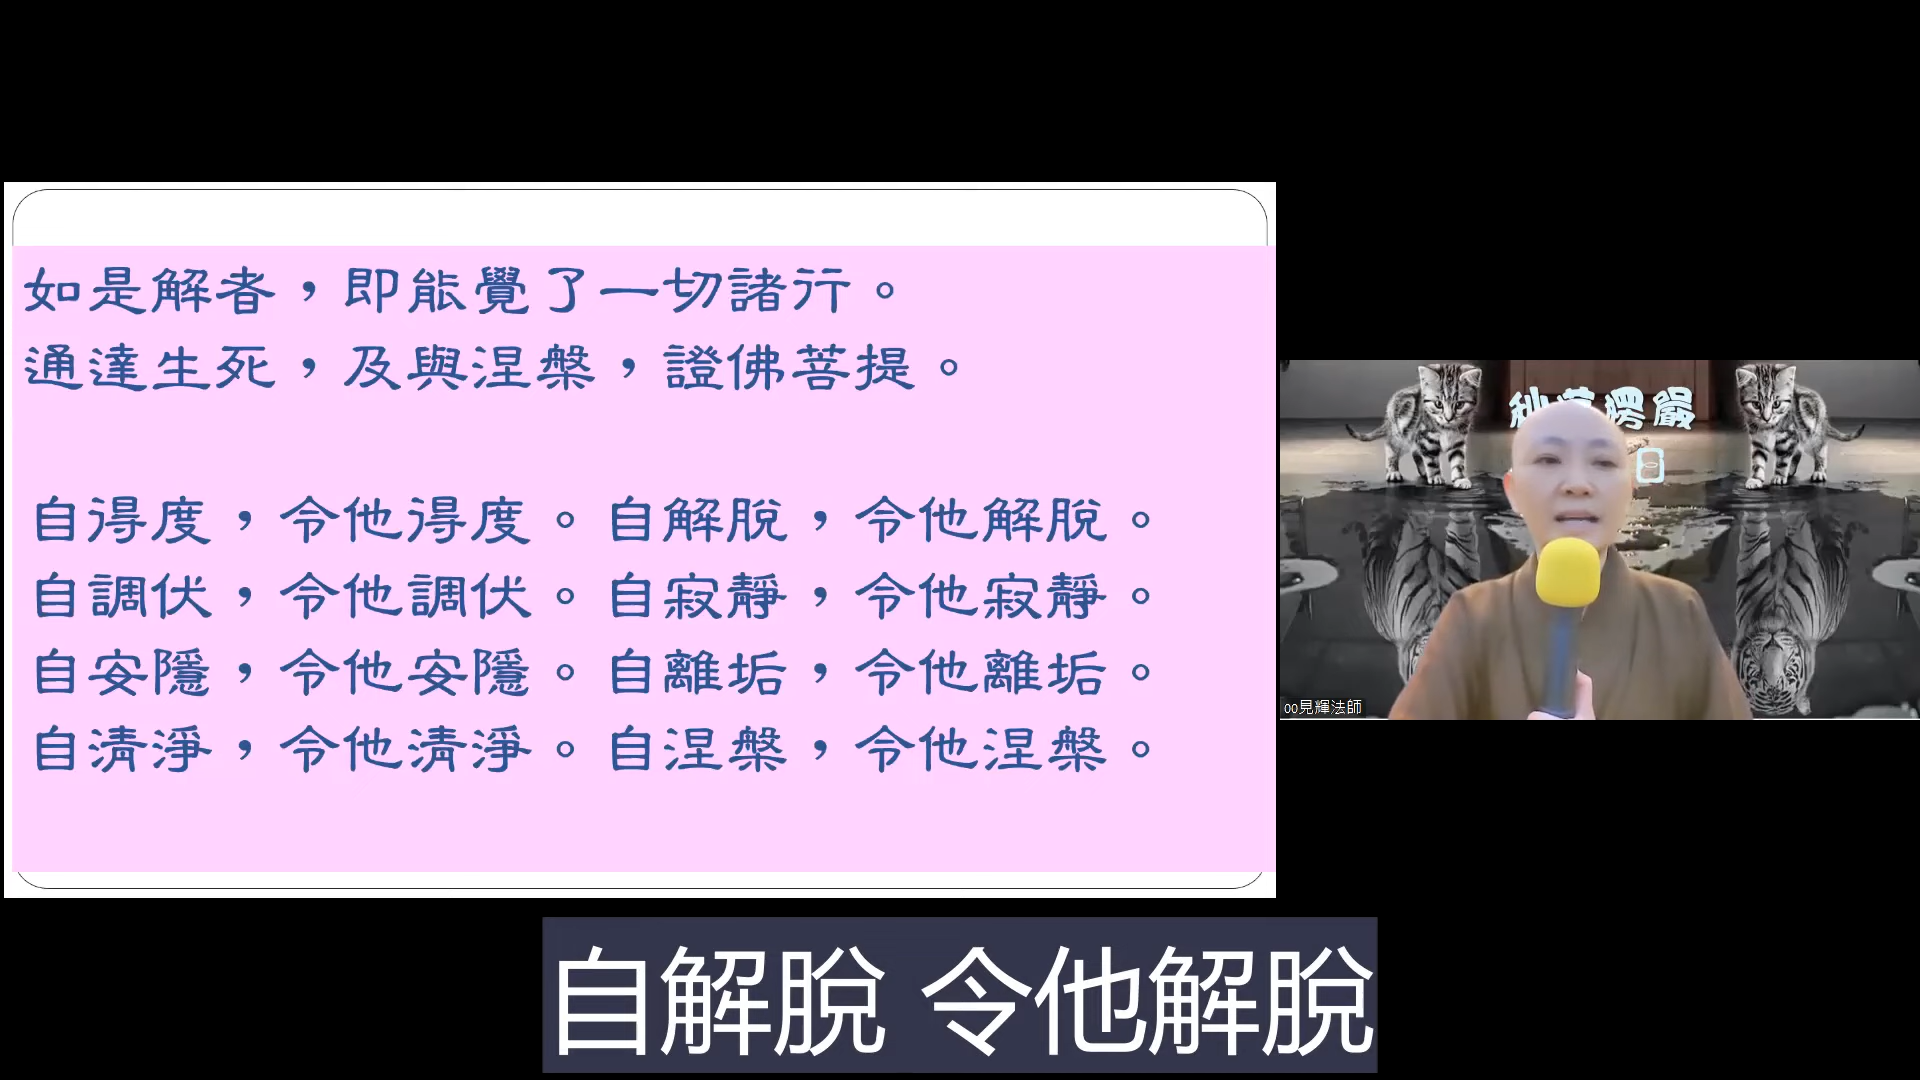 如是解者，即能覺了一切諸行。
通達生死，及與涅槃，證佛菩提。
自得度，令他得度。自解脫，令他解脫。
自調伏，令他調伏。自寂靜，令他寂靜。
自安隱，令他安隱。自離垢，令他離垢。
自清淨，令他清淨。自涅槃，令他涅槃。
楞嚴
oo見輝法師
自解脫 令他解脫